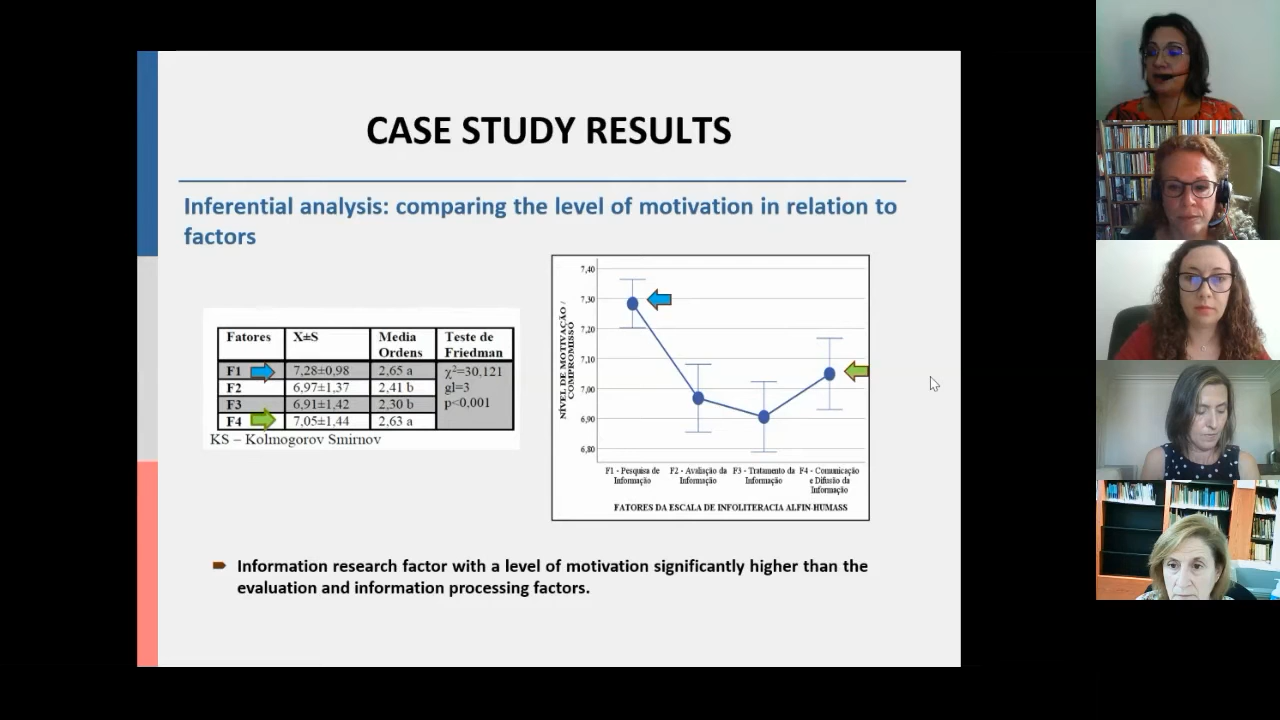 CASE STUDY RESULTS
Inferential analysis: comparing the level of motivation in relation to
factors
Fatores X±S Media Ordens Teste de Friedman
F1 7,28±0,98 2,65 a χ²=30,121
F2 6,97±1,37 2,41 b gl=3
F3 6,91±1,42 2,30 b p<0,001
F4 7,05±1,44 2,63 a
KS – Kolmogorov Smirnov
NÍVEL DE MOTIVAÇÃO /
COMPROMISSO
7,40
7,30
7,20
7,10
7,00
6,90
6,80
F1 - Pesquisa de
Informação
F2 - Avaliação da
Informação
F3 - Tratamento da
Informação
F4 - Comunicação
e Difusão da
Informação
FATORES DA ESCALA DE INFOLITERACIA ALFIN-HUMASS
Information research factor with a level of motivation significantly higher than the
evaluation and information processing factors.